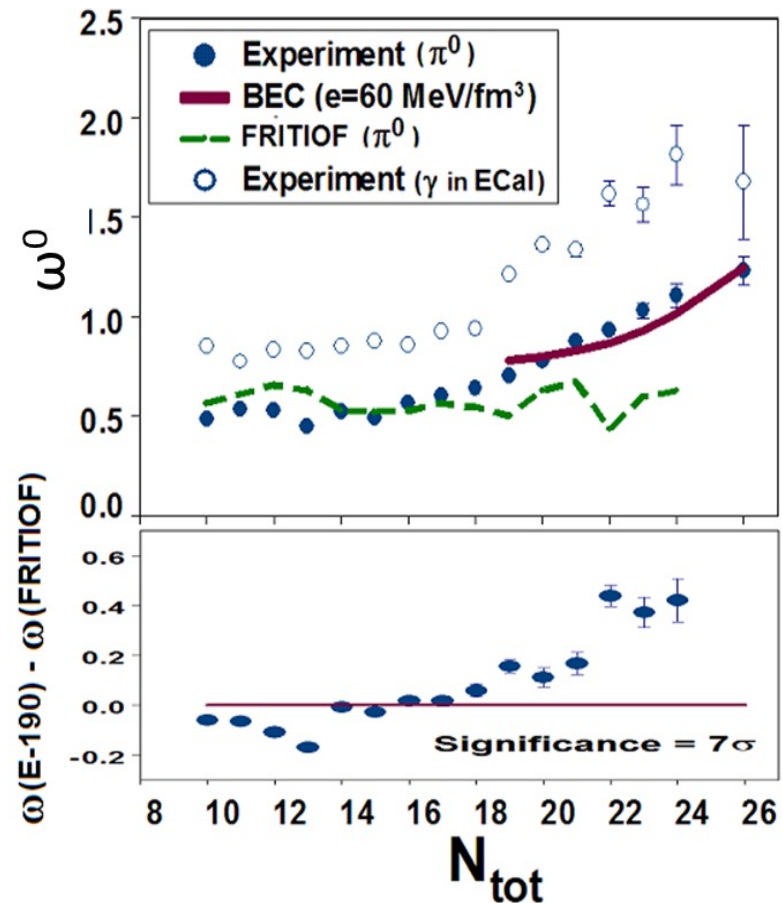 2.5
Experiment (π⁰)
BEC (e=60 MeV/fm³)
2.0
FRITIOF (π⁰)
Experiment (γ in ECal)
1.5
ω⁰
1.0
0.5
0.0
0.6
0.4
0.2
0.0
-0.2
ω(E-190) - ω(FRITIOF)
Significance = 7σ
8 10 12 14 16 18 20 22 24 26
N_tot